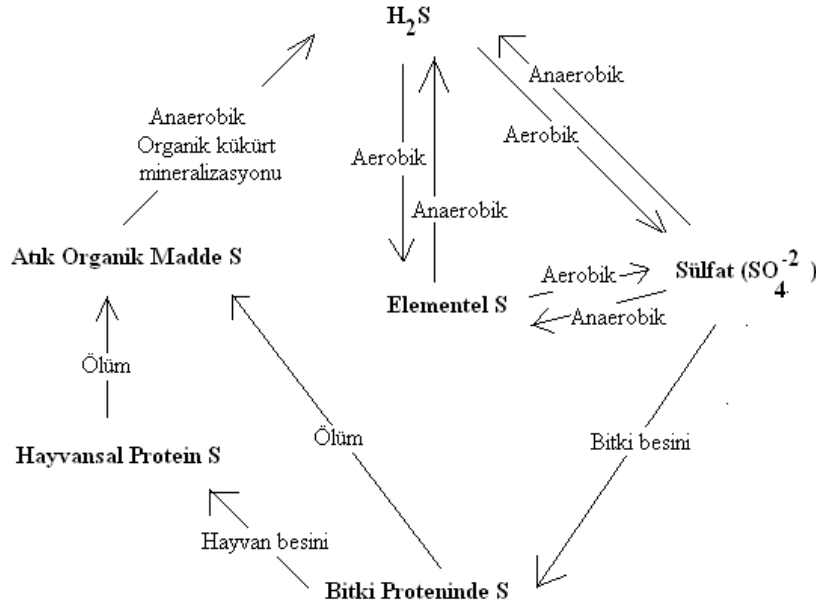 H2S
Anaerobik
Organik kükürt
mineralizasyonu
Aerobik
Anaerobik
Anaerobik
Aerobik
Atık Organik Madde S
Elementel S
Aerobik
Anaerobik
Sülfat (SO4-2)
Ölüm
Ölüm
Bitki besini
Hayvansal Protein S
Hayvan besini
Bitki Proteninde S